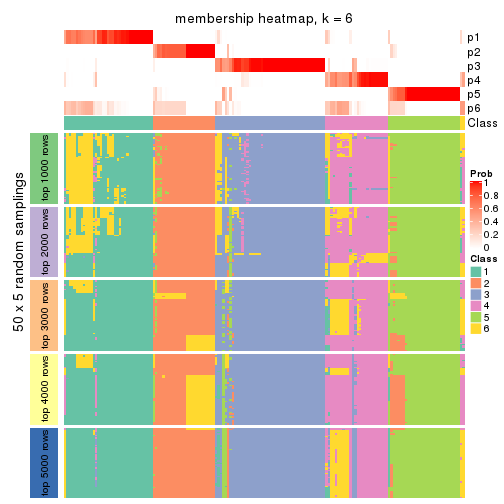 membership heatmap, k = 6
p1
p2
p3
p4
p5
p6
Class
50 x 5 random samplings
top 1000 rows
top 2000 rows
top 3000 rows
top 4000 rows
top 5000 rows
Prob
1
0.8
0.6
0.4
0.2
0
Class
1
2
3
4
5
6